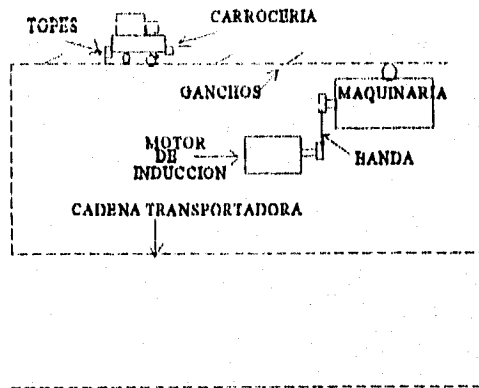 TOPES
CARROCERIA
GANCHOS
MAQUINARIA
MOTOR
DE
INDUCCION
BANDA
CADENA TRANSPORTADORA